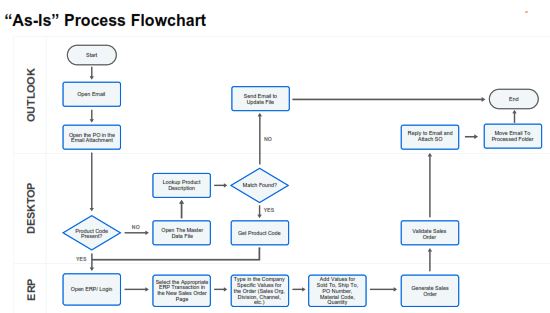 “As-Is” Process Flowchart
OUTLOOK
Start
Open Email
Open the PO in the
Email Attachment
Send Email to
Update File
End
Reply to Email and
Attach SO
Move Email To
Processed Folder
NO
DESKTOP
Lookup Product
Description
Match Found?
YES
Product Code
Present?
NO
Open The Master
Data File
Get Product Code
Validate Sales
Order
YES
ERP
Open ERP/ Login
Select the Appropriate
ERP Transaction in
the New Sales Order
Page
Type in the Company
Specific Values for
the Order (Sales Org,
Division, Channel,
etc.)
Add Values for
Sold To, Ship To,
PO Number,
Material Code,
Quantity
Generate Sales
Order